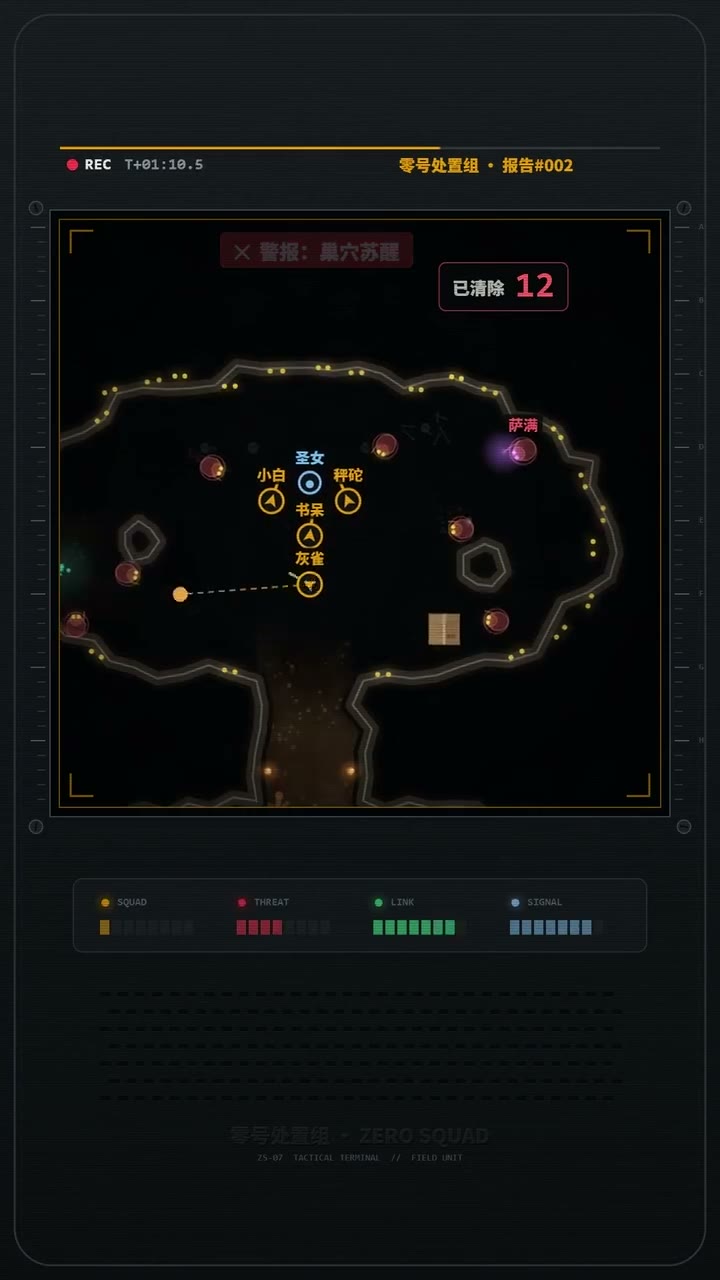 REC T+01:10.5 零号处置组 · 报告#002
× 警报：巢穴苏醒
已清除 12
萨满
圣女
小白 秤砣
书呆
灰雀
SQUAD THREAT LINK SIGNAL
零号处置组 · ZERO SQUAD
ZS-07 TACTICAL TERMINAL // FIELD UNIT